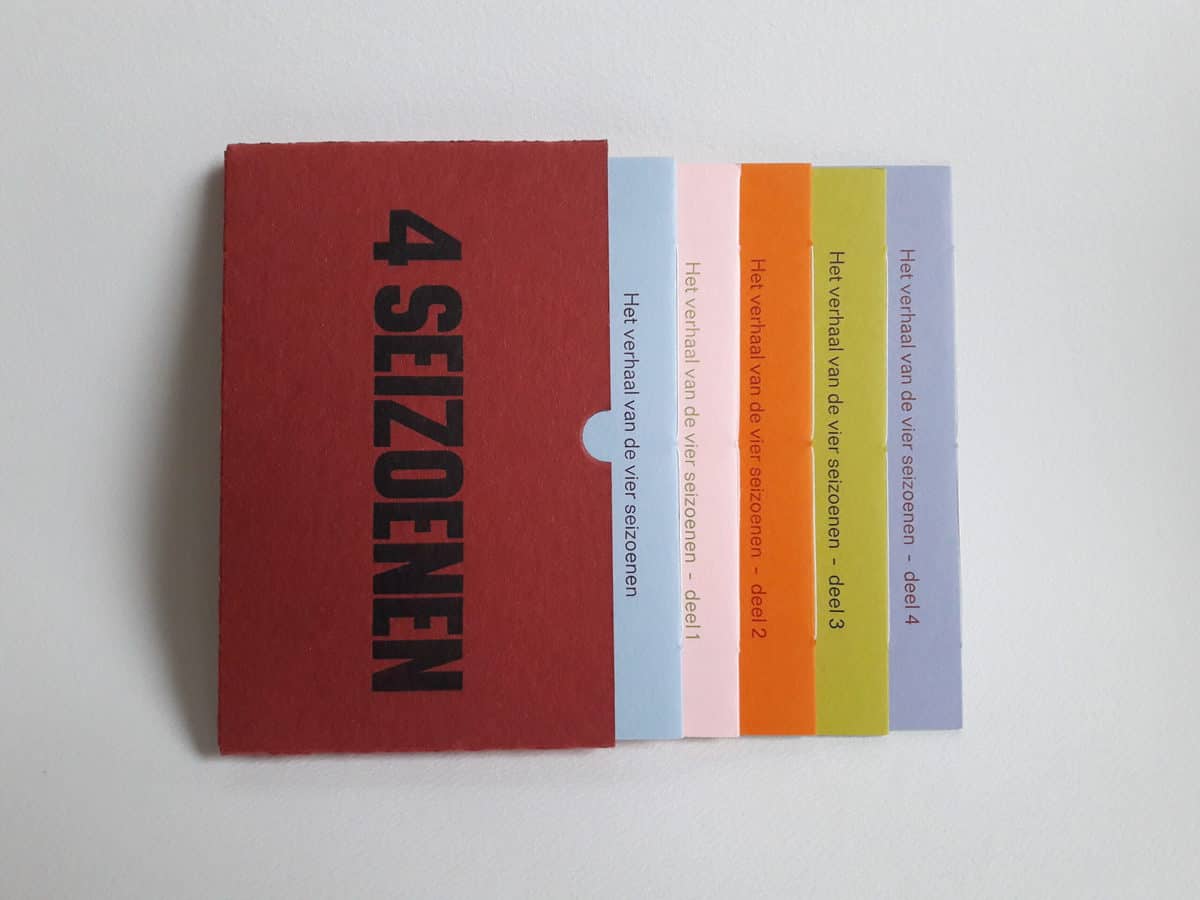 4 SEIZOENEN
Het verhaal van de vier seizoenen
Het verhaal van de vier seizoenen - deel 1
Het verhaal van de vier seizoenen - deel 2
Het verhaal van de vier seizoenen - deel 3
Het verhaal van de vier seizoenen - deel 4